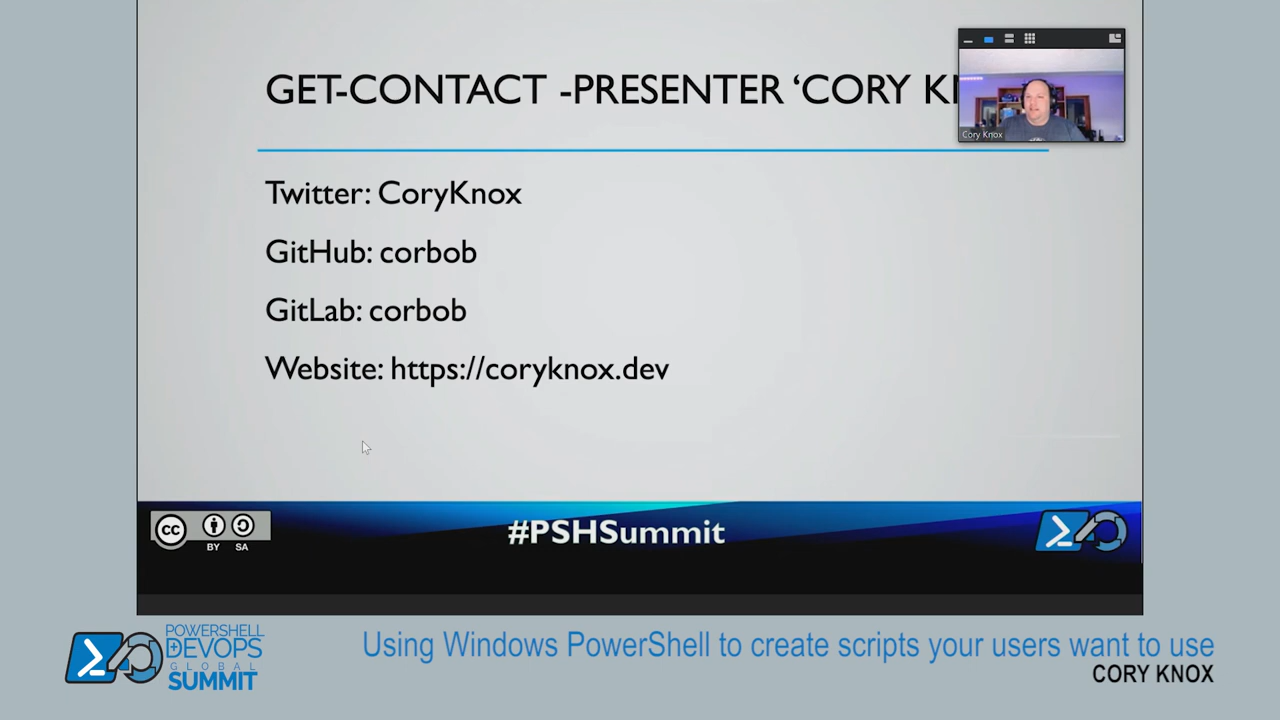 GET-CONTACT -PRESENTER ‘CORY K
Cory Knox
Twitter: CoryKnox
GitHub: corbob
GitLab: corbob
Website: https://coryknox.dev
cc
BY SA
#PSHSummit
POWERSHELL
DEVOPS
GLOBAL
SUMMIT
Using Windows PowerShell to create scripts your users want to use
CORY KNOX